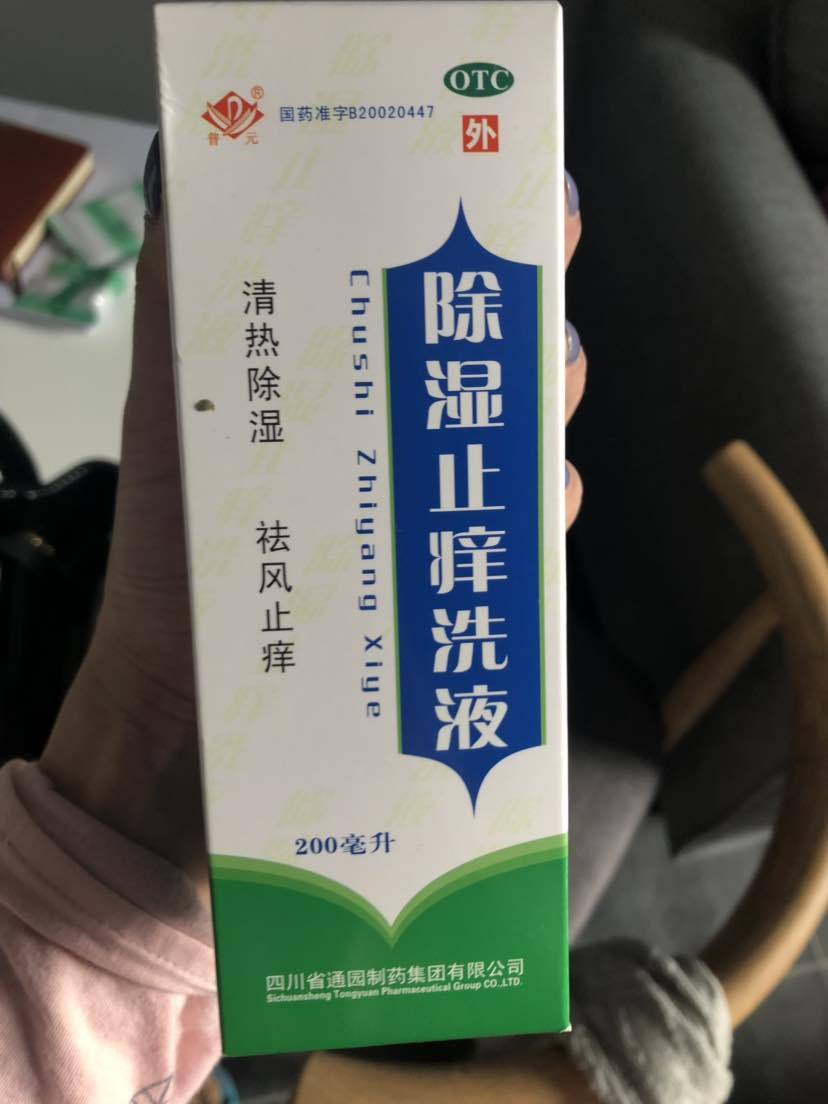 OTC
®
普元
国药准字B20020447
外
除湿止痒洗液
Chushi Zhiyang Xiye
清热除湿 祛风止痒
200毫升
四川省通园制药集团有限公司
Sichuansheng Tongyuan Pharmaceutical Group CO.,LTD.